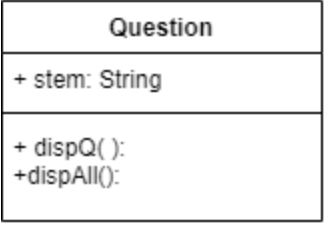 Question
+ stem: String
+ dispQ( ):
+dispAll():